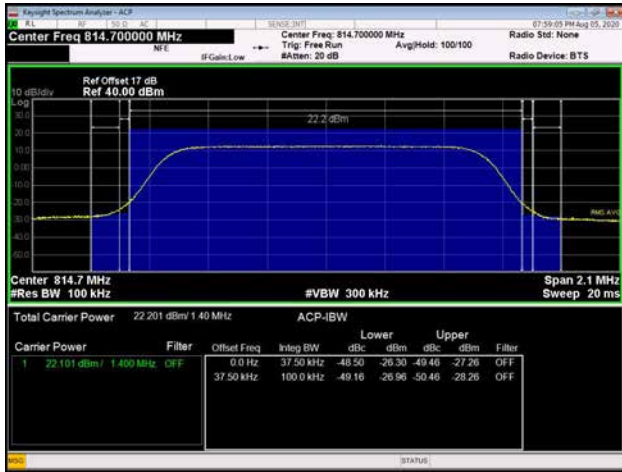 Keysight Spectrum Analyzer - ACP
RL RF 50 Ω AC SENSE:INT 07:59:05 PM Aug 05, 2020
Center Freq 814.700000 MHz Center Freq: 814.700000 MHz Radio Std: None
NFE Trig: Free Run Avg|Hold: 100/100
IFGain:Low #Atten: 20 dB Radio Device: BTS
Ref Offset 17 dB
10 dB/div Ref 40.00 dBm
Log
30.0
22.2 dBm
20.0
10.0
0.00
-10.0
-20.0
-30.0
RMS AVG
-40.0
-50.0
Center 814.7 MHz Span 2.1 MHz
#Res BW 100 kHz #VBW 300 kHz Sweep 20 ms
Total Carrier Power 22.201 dBm/ 1.40 MHz ACP-IBW
Lower Upper
Carrier Power Filter Offset Freq Integ BW dBc dBm dBc dBm Filter
1 22.101 dBm / 1.400 MHz OFF 0.0 Hz 37.50 kHz -48.50 -26.30 -49.46 -27.26 OFF
37.50 kHz 100.0 kHz -49.16 -26.96 -50.46 -28.26 OFF
MSG STATUS